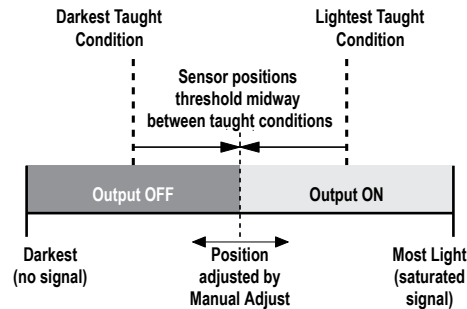 Darkest Taught
Condition
Lightest Taught
Condition
Sensor positions
threshold midway
between taught conditions
Output OFF
Output ON
Darkest
(no signal)
Position
adjusted by
Manual Adjust
Most Light
(saturated
signal)